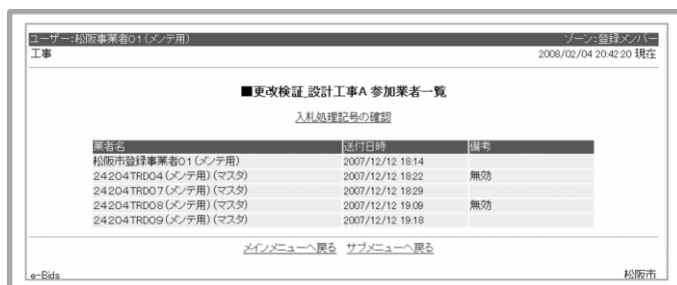 ユーザー:松阪事業者01(メンテ用) ゾーン:登録メンバー
工事 2008/02/04 20:42:20 現在
■更改検証_設計工事A 参加業者一覧
入札処理記号の確認
業者名 送付日時 備考
松阪市登録事業者01(メンテ用) 2007/12/12 18:14
24204TRD04(メンテ用)(マスタ) 2007/12/12 18:22 無効
24204TRD07(メンテ用)(マスタ) 2007/12/12 18:29
24204TRD08(メンテ用)(マスタ) 2007/12/12 19:09 無効
24204TRD09(メンテ用)(マスタ) 2007/12/12 19:18
メインメニューへ戻る サブメニューへ戻る
e-Bids 松阪市